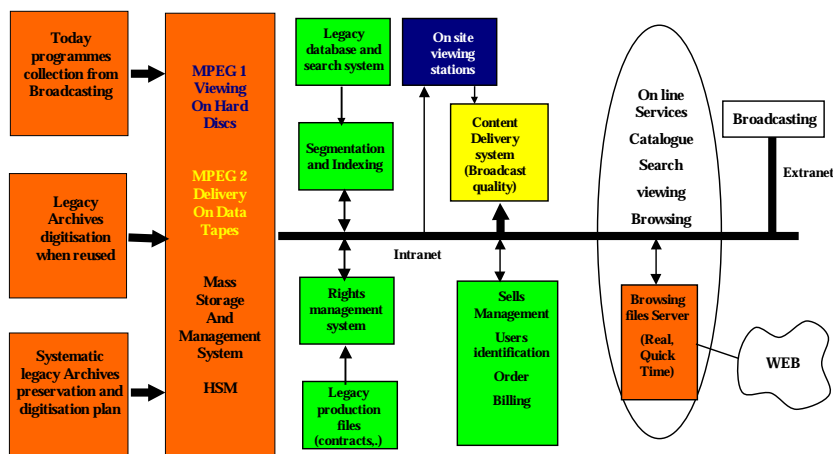 Today
programmes
collection from
Broadcasting
Legacy
Archives
digitisation
when reused
Systematic
legacy Archives
preservation and
digitisation plan
MPEG 1
Viewing
On Hard
Discs
MPEG 2
Delivery
On Data
Tapes
Mass
Storage
And
Management
System
HSM
Legacy
database and
search system
Segmentation
and Indexing
Rights
management
system
Legacy
production
files
(contracts,.)
On site
viewing
stations
Content
Delivery
system
(Broadcast
quality)
Intranet
Sells
Management
Users
identification
Order
Billing
On line
Services
Catalogue
Search
viewing
Browsing
Browsing
files Server
(Real,
Quick
Time)
Broadcasting
Extranet
WEB